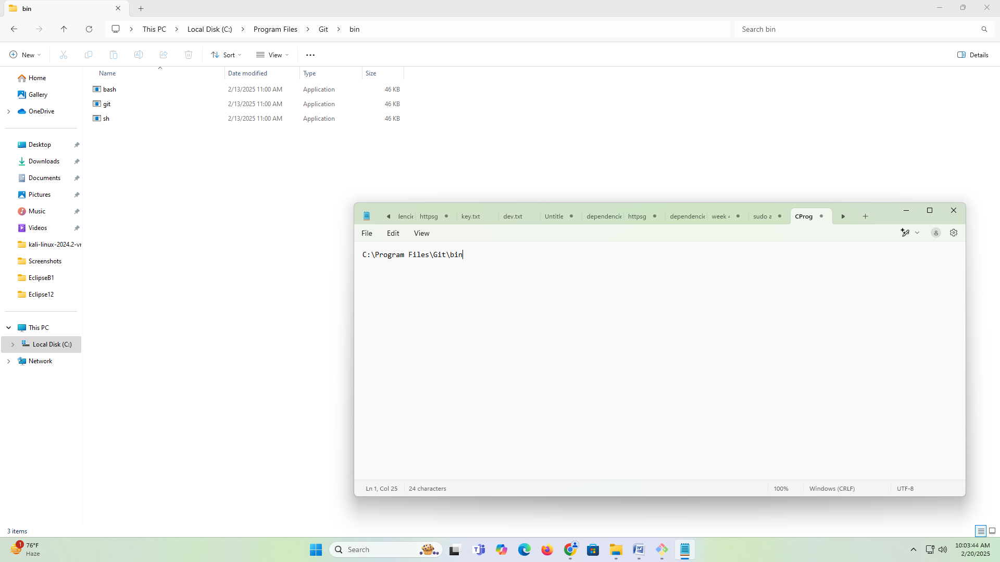 bin
This PC
Local Disk (C:)
Program Files
Git
bin
Search bin
New
Sort
View
Details
Name
Date modified
Type
Size
bash
2/13/2025 11:00 AM
Application
46 KB
git
2/13/2025 11:00 AM
Application
46 KB
sh
2/13/2025 11:00 AM
Application
46 KB
Home
Gallery
OneDrive
Desktop
Downloads
Documents
Pictures
Music
Videos
kali-linux-2024.2-vr
Screenshots
EclipseB1
Eclipse12
This PC
Local Disk (C:)
Network
3 items
dencie
httpsg
key.txt
dev.txt
Untitle
dependencie
httpsg
dependencie
week 4
sudo a
CProg
File
Edit
View
C:\Program Files\Git\bin
Ln 1, Col 25
24 characters
100%
Windows (CRLF)
UTF-8
1
76°F
Haze
Search
10:03:44 AM
2/20/2025